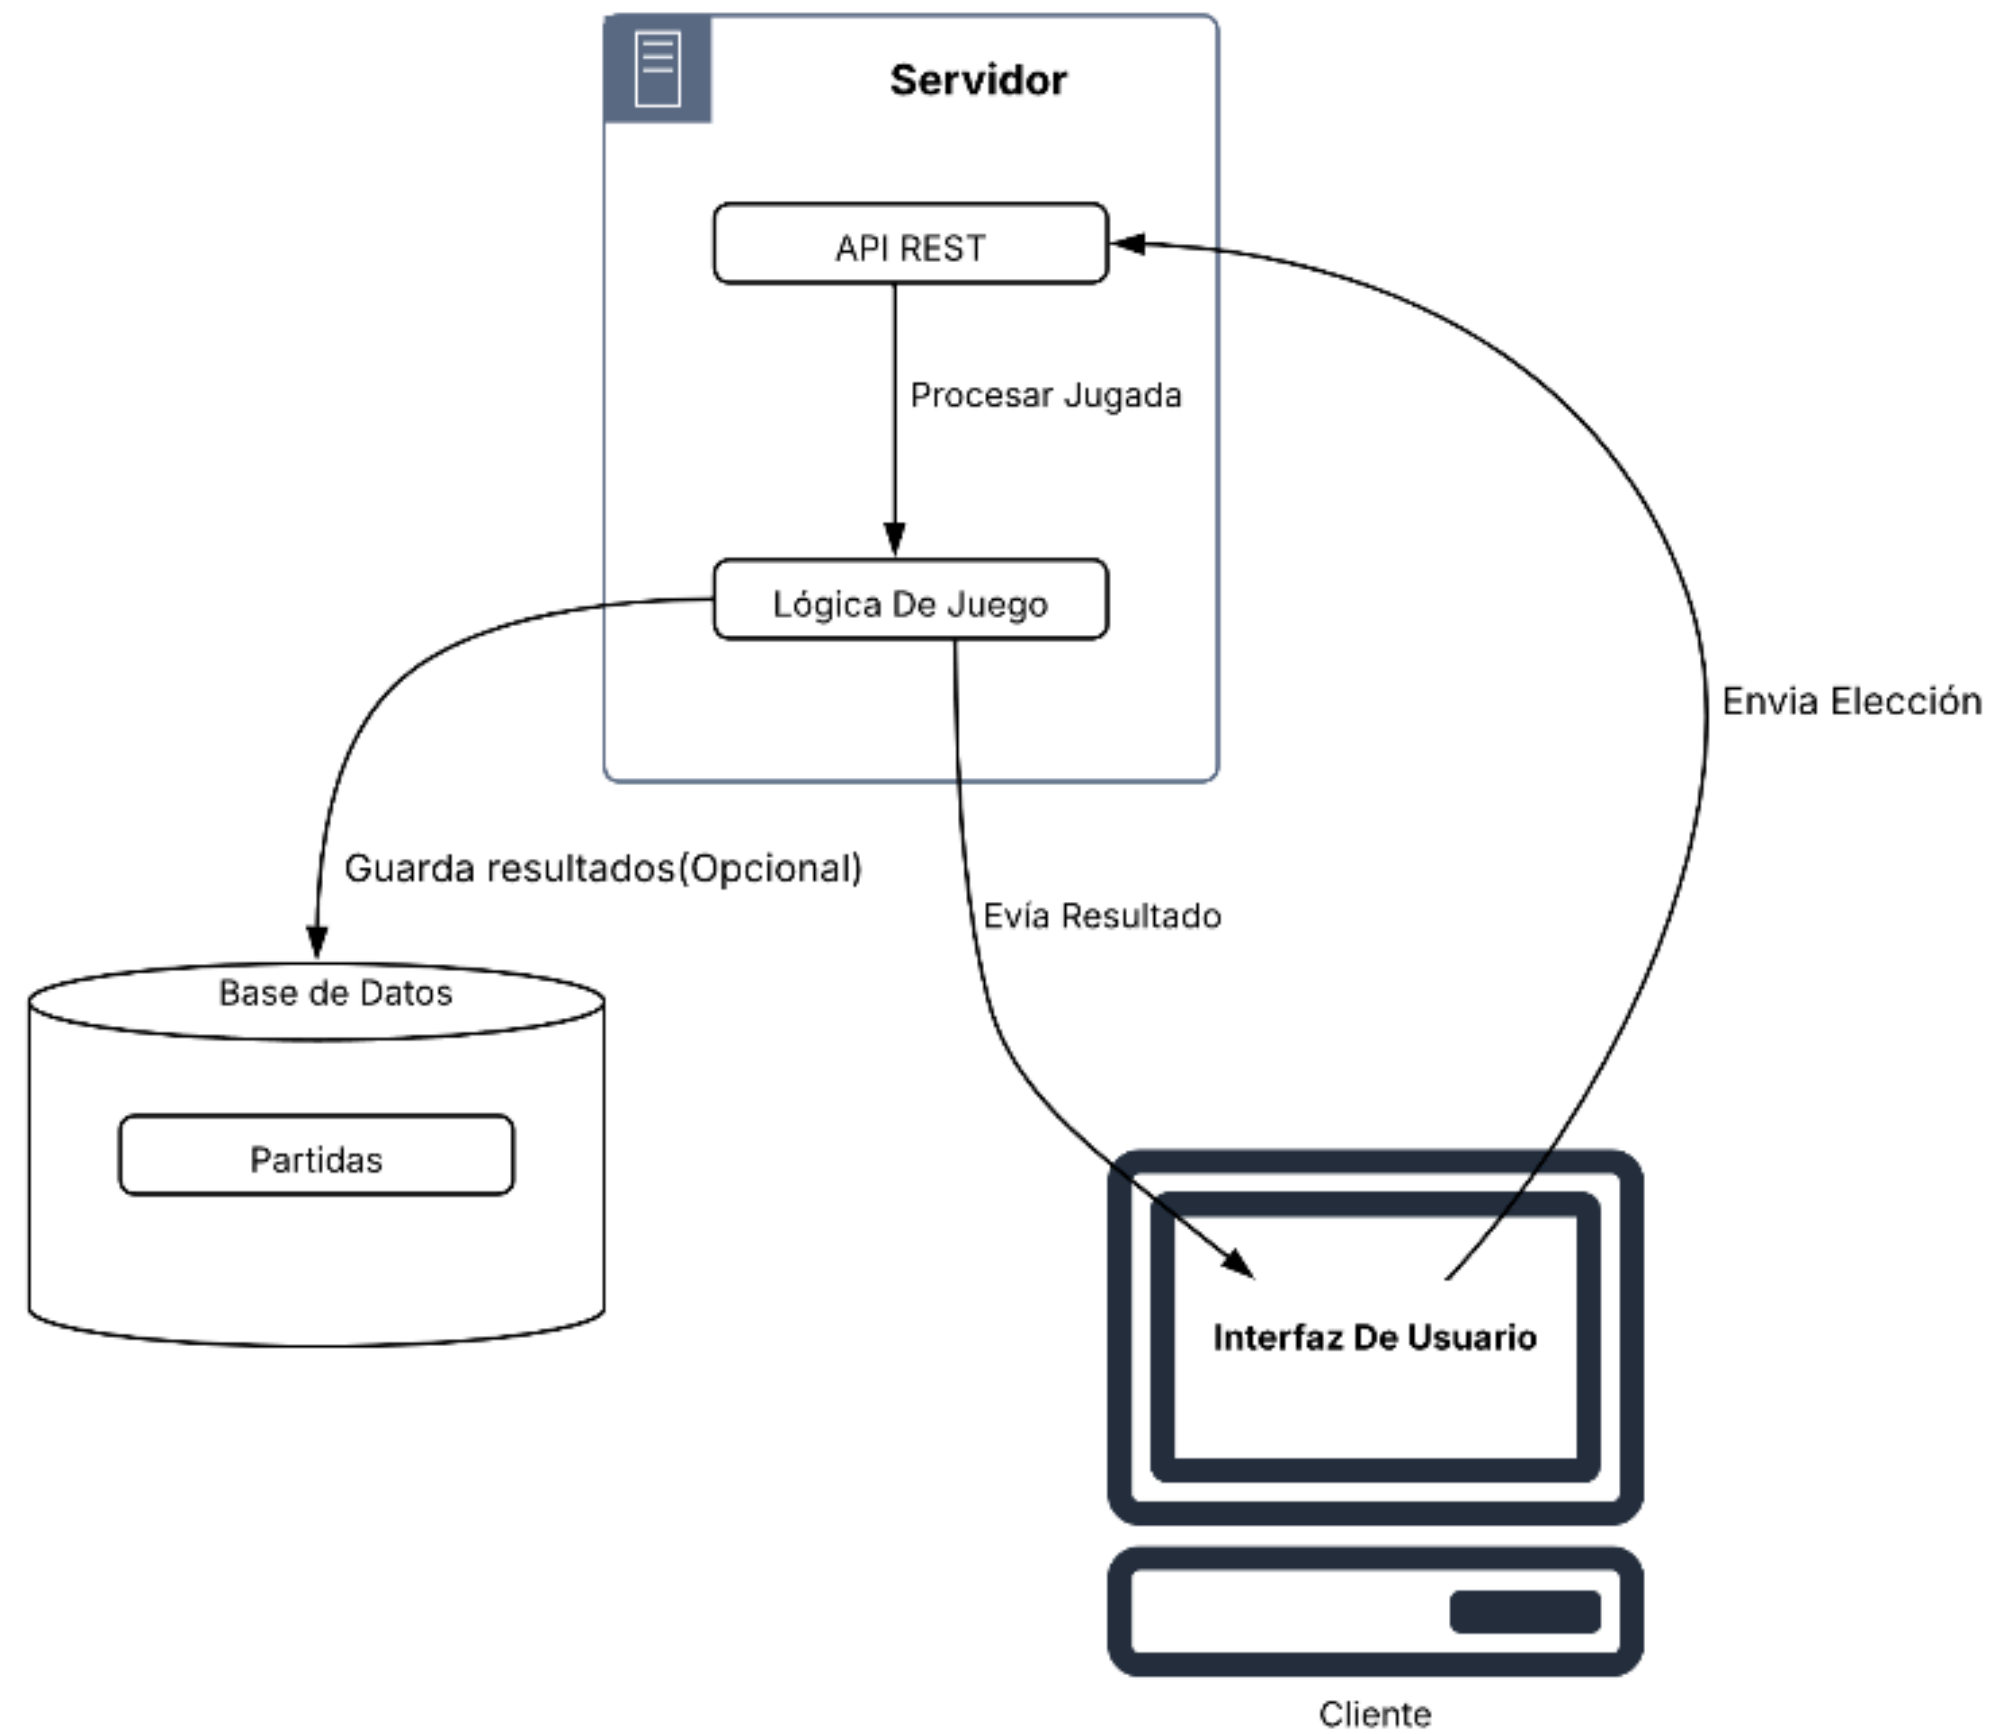 Servidor
API REST
Procesar Jugada
Lógica De Juego
Envia Elección
Guarda resultados(Opcional)
Evía Resultado
Base de Datos
Partidas
Interfaz De Usuario
Cliente